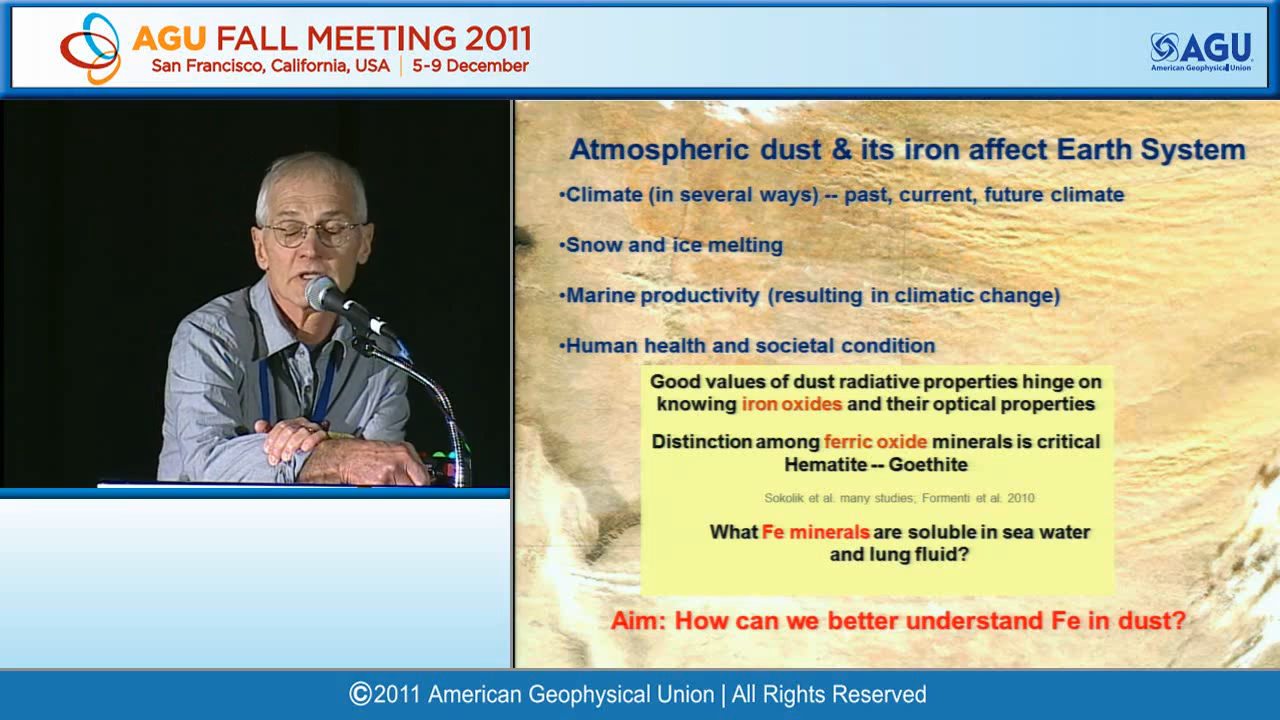 AGU FALL MEETING 2011
San Francisco, California, USA | 5-9 December
AGU
American Geophysical Union
Atmospheric dust & its iron affect Earth System
•Climate (in several ways) -- past, current, future climate
•Snow and ice melting
•Marine productivity (resulting in climatic change)
•Human health and societal condition
Good values of dust radiative properties hinge on
knowing iron oxides and their optical properties
Distinction among ferric oxide minerals is critical
Hematite -- Goethite
Sokolik et al. many studies; Formenti et al. 2010
What Fe minerals are soluble in sea water
and lung fluid?
Aim: How can we better understand Fe in dust?
©2011 American Geophysical Union | All Rights Reserved